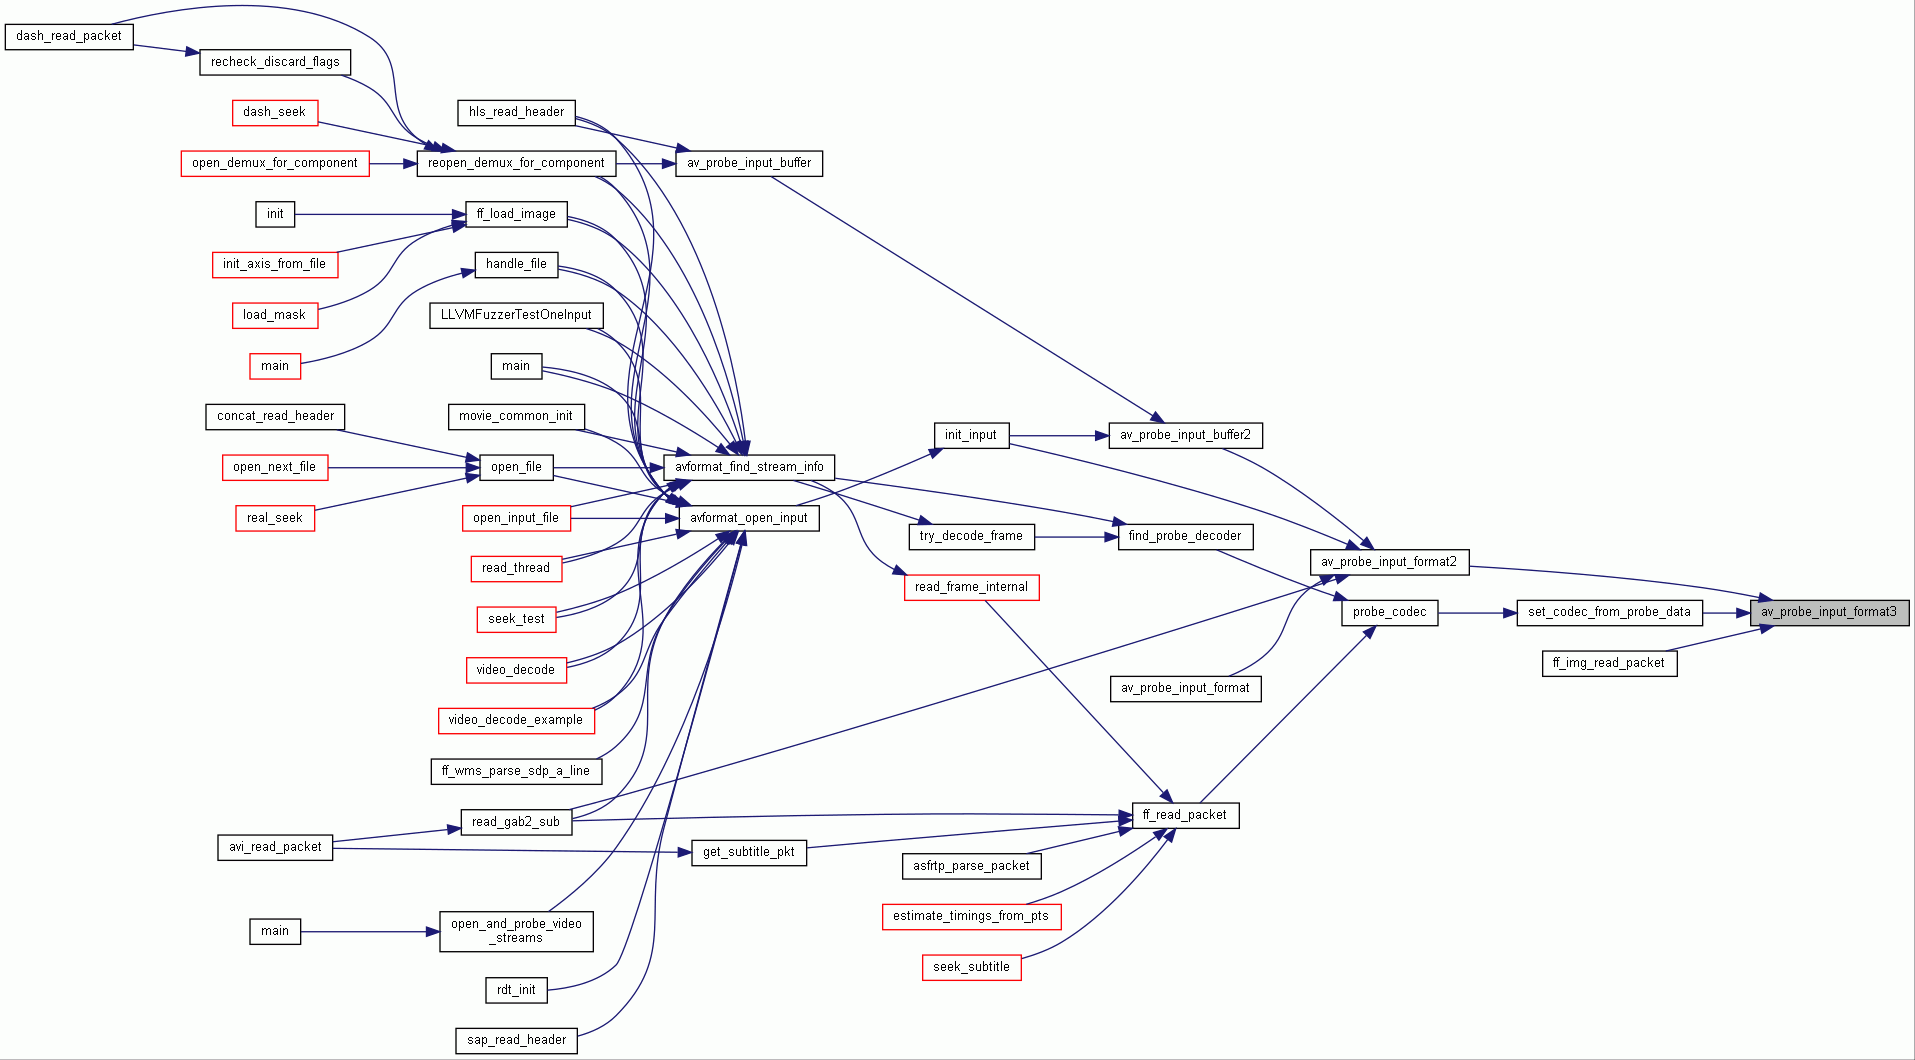 dash_read_packet
recheck_discard_flags
dash_seek
hls_read_header
open_demux_for_component
reopen_demux_for_component
av_probe_input_buffer
init
ff_load_image
init_axis_from_file
handle_file
load_mask
LLVMFuzzerTestOneInput
main
main
concat_read_header
movie_common_init
init_input
av_probe_input_buffer2
open_next_file
open_file
avformat_find_stream_info
real_seek
open_input_file
avformat_open_input
try_decode_frame
find_probe_decoder
av_probe_input_format2
read_thread
read_frame_internal
seek_test
probe_codec
set_codec_from_probe_data
av_probe_input_format3
video_decode
ff_img_read_packet
av_probe_input_format
video_decode_example
ff_wms_parse_sdp_a_line
read_gab2_sub
ff_read_packet
avi_read_packet
get_subtitle_pkt
asfrtp_parse_packet
estimate_timings_from_pts
main
open_and_probe_video
_streams
seek_subtitle
rdt_init
sap_read_header